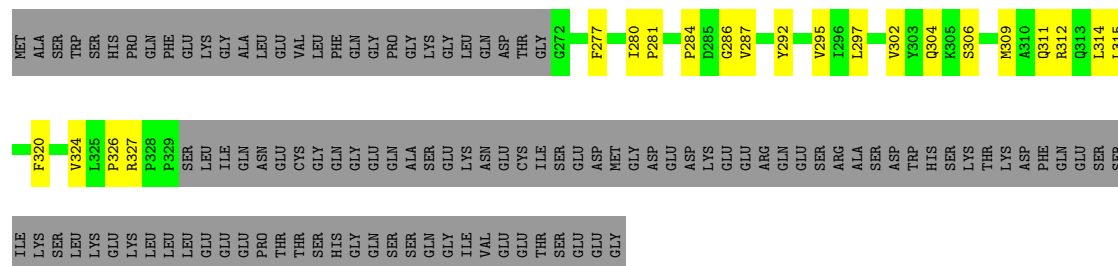 MET ALA SER TRP SER HIS PRO GLN PHE GLU LYS GLY ALA LEU GLU VAL LEU PHE GLN GLY PRO GLY LYS GLY LEU GLN ASP THR GLY G272 F277 I280 P281 P284 D285 G286 V287 Y292 V295 I296 L297 V302 Y303 Q304 K305 S306 M309 A310 Q311 R312 Q313 L314
F320 V324 L325 P326 R327 P328 P329 SER LEU ILE GLN ASN GLU CYS GLY GLN GLY GLU GLN ALA SER GLU LYS ASN GLU CYS ILE SER GLU ASP MET GLY ASP GLU ASP LYS GLU GLU ARG GLN GLU SER ARG ALA SER ASP TRP HIS SER LYS THR LYS ASP PHE GLN GLU SER
ILE LYS SER LEU LYS GLU LYS LEU LEU LEU GLU GLU GLU PRO THR THR SER HIS GLY GLN SER SER GLN GLY ILE VAL GLU GLU THR SER GLU GLU GLY